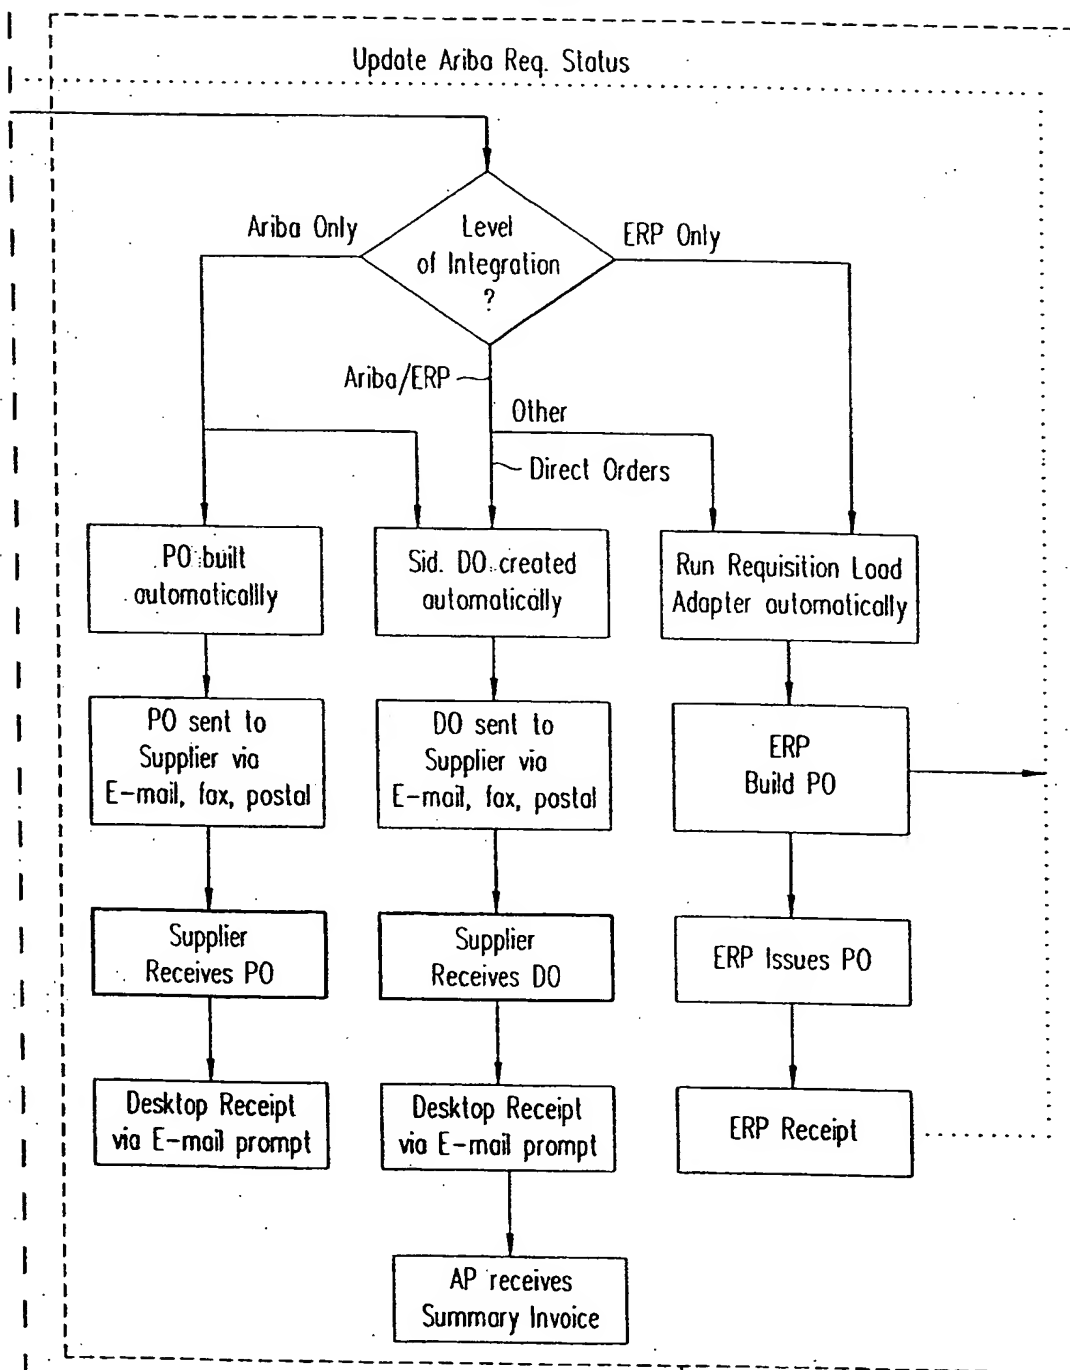 Update Ariba Req. Status
Level
of Integration
?
Ariba Only
ERP Only
Ariba/ERP
Other
Direct Orders
PO built
automaticallly
Sid. DO created
automatically
Run Requisition Load
Adapter automatically
PO sent to
Supplier via
E-mail, fax, postal
DO sent to
Supplier via
E-mail, fax, postal
ERP
Build PO
Supplier
Receives PO
Supplier
Receives DO
ERP Issues PO
Desktop Receipt
via E-mail prompt
Desktop Receipt
via E-mail prompt
ERP Receipt
AP receives
Summary Invoice